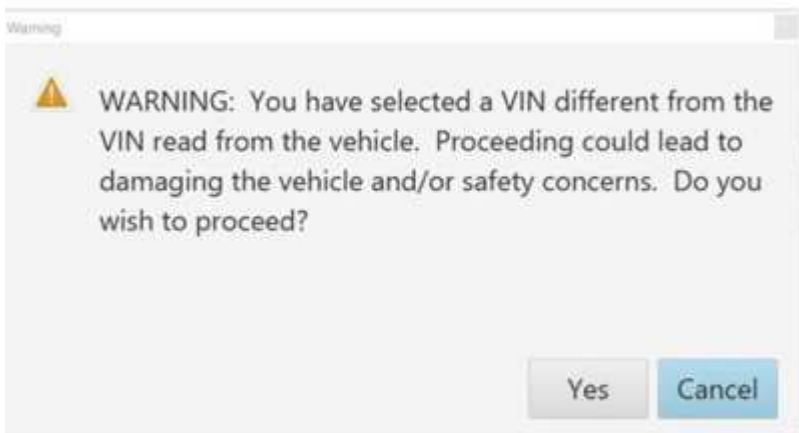 Warning
WARNING:  You have selected a VIN different from the
VIN read from the vehicle.  Proceeding could lead to
damaging the vehicle and/or safety concerns.  Do you
wish to proceed?
Yes
Cancel